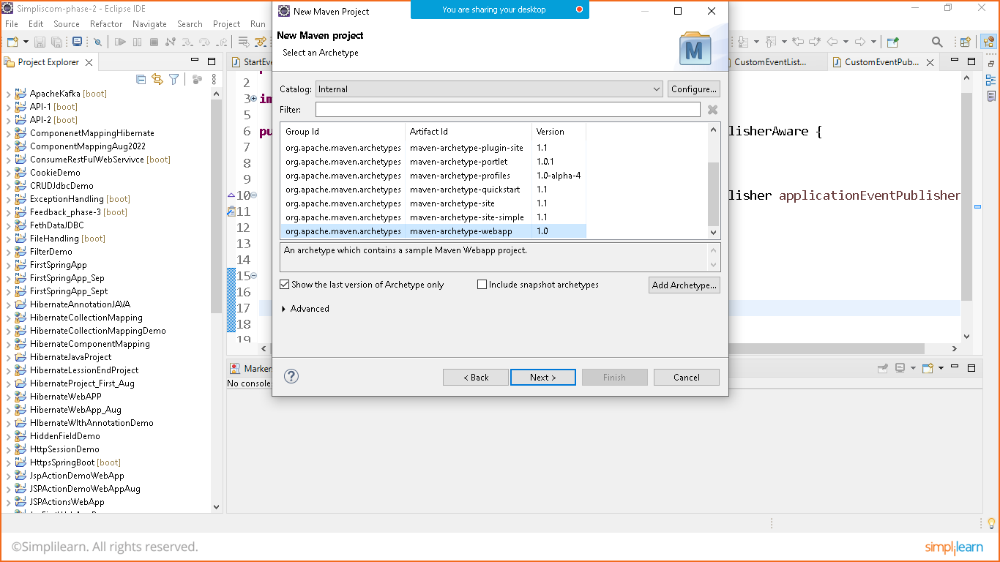 Simpliscom-phase-2 - Eclipse IDE
File Edit Source Refactor Navigate Search Project Run
Project Explorer
ApacheKafka [boot]
API-1 [boot]
API-2 [boot]
ComponenetMappingHibernate
ComponentMappingAug2022
ConsumeRestFulWebServivce [boot]
CookieDemo
CRUDJdbcDemo
ExceptionHandling [boot]
Feedback_phase-3 [boot]
FethDataJDBC
FileHandling [boot]
FilterDemo
FirstSpringApp
FirstSpringApp_Sep
FirstSpringApp_Sept
HibernateAnnotationJAVA
HibernateCollectionMapping
HibernateCollectionMappingDemo
HibernateComponentMapping
HibernateJavaProject
HibernateLessionEndProject
HibernateProject_First_Aug
HibernateWebAPP
HibernateWebApp_Aug
HIbernateWIthAnnotationDemo
HiddenFieldDemo
HttpSessionDemo
HttpsSpringBoot [boot]
JspActionDemoWebApp
JSPActionDemoWebAppAug
JSPActionsWebApp
StartEve
CustomEventList...
CustomEventPub...
2
3 im
5
6 pu lisherAware {
7
8
9
10 lisher applicationEventPublisher
11
12
13
14
15
16
17
18
19
Marker
No console
You are sharing your desktop
New Maven Project
New Maven project
Select an Archetype
M
Catalog: Internal Configure...
Filter:
Group Id Artifact Id Version
org.apache.maven.archetypes maven-archetype-plugin-site 1.1
org.apache.maven.archetypes maven-archetype-portlet 1.0.1
org.apache.maven.archetypes maven-archetype-profiles 1.0-alpha-4
org.apache.maven.archetypes maven-archetype-quickstart 1.1
org.apache.maven.archetypes maven-archetype-site 1.1
org.apache.maven.archetypes maven-archetype-site-simple 1.1
org.apache.maven.archetypes maven-archetype-webapp 1.0
An archetype which contains a sample Maven Webapp project.
Show the last version of Archetype only Include snapshot archetypes Add Archetype...
Advanced
? < Back Next > Finish Cancel
©Simplilearn. All rights reserved.
simplilearn